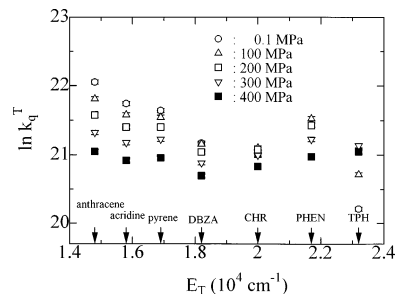 : 0.1 MPa
: 100 MPa
: 200 MPa
: 300 MPa
: 400 MPa
ln k_q^T
23
22
21
20
anthracene
acridine
pyrene
DBZA
CHR
PHEN
TPH
1.4 1.6 1.8 2 2.2 2.4
E_T (10^4 cm^-1)